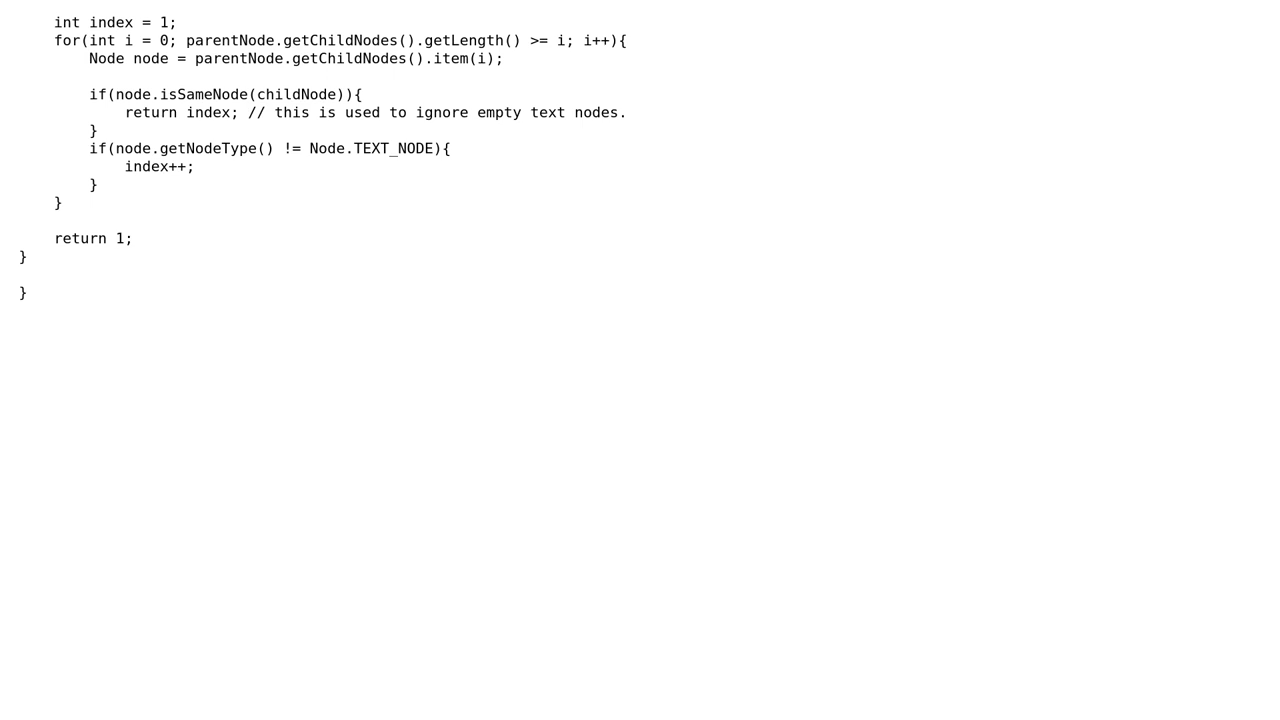 int index = 1;
    for(int i = 0; parentNode.getChildNodes().getLength() >= i; i++){
        Node node = parentNode.getChildNodes().item(i);

        if(node.isSameNode(childNode)){
            return index; // this is used to ignore empty text nodes.
        }
        if(node.getNodeType() != Node.TEXT_NODE){
            index++;
        }
    }

    return 1;
}

}